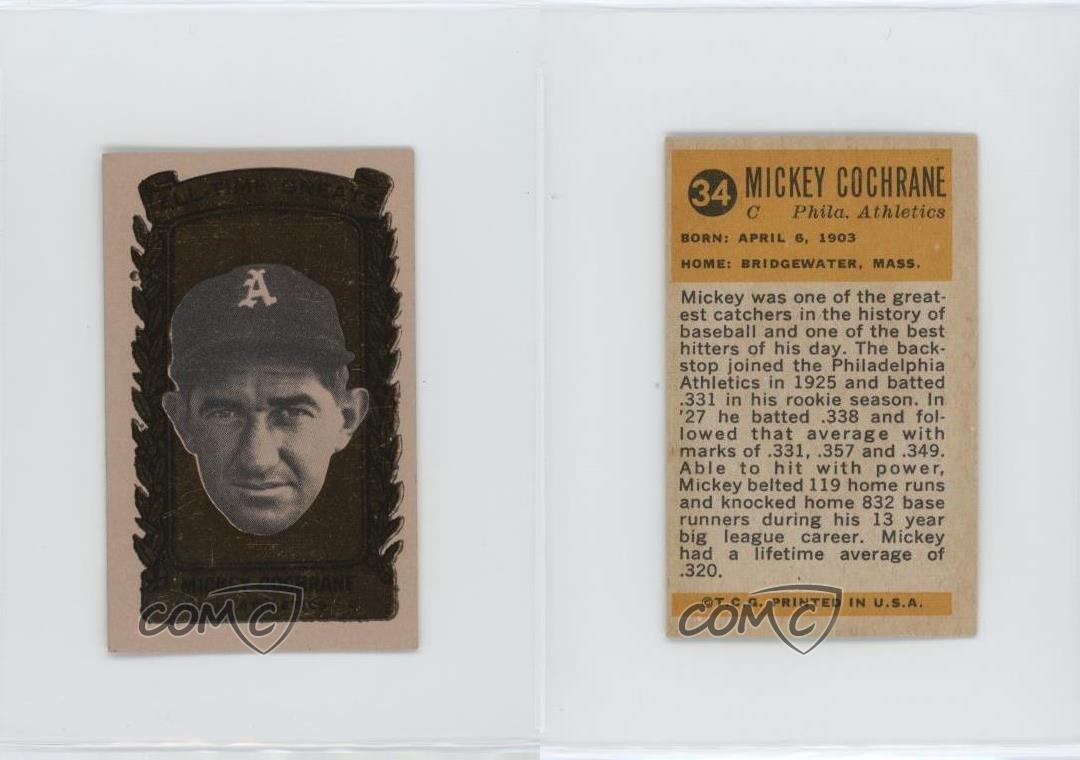 ALL-TIME GREATS
A
MICKEY COCHRANE
COMC
34
MICKEY COCHRANE
C Phila. Athletics
BORN: APRIL 6, 1903
HOME: BRIDGEWATER, MASS.
Mickey was one of the great-
est catchers in the history of
baseball and one of the best
hitters of his day. The back-
stop joined the Philadelphia
Athletics in 1925 and batted
.331 in his rookie season. In
'27 he batted .338 and fol-
lowed that average with
marks of .331, .357 and .349.
Able to hit with power,
Mickey belted 119 home runs
and knocked home 832 base
runners during his 13 year
big league career. Mickey
had a lifetime average of
.320.
©T.C.G. PRINTED IN U.S.A.
COMC